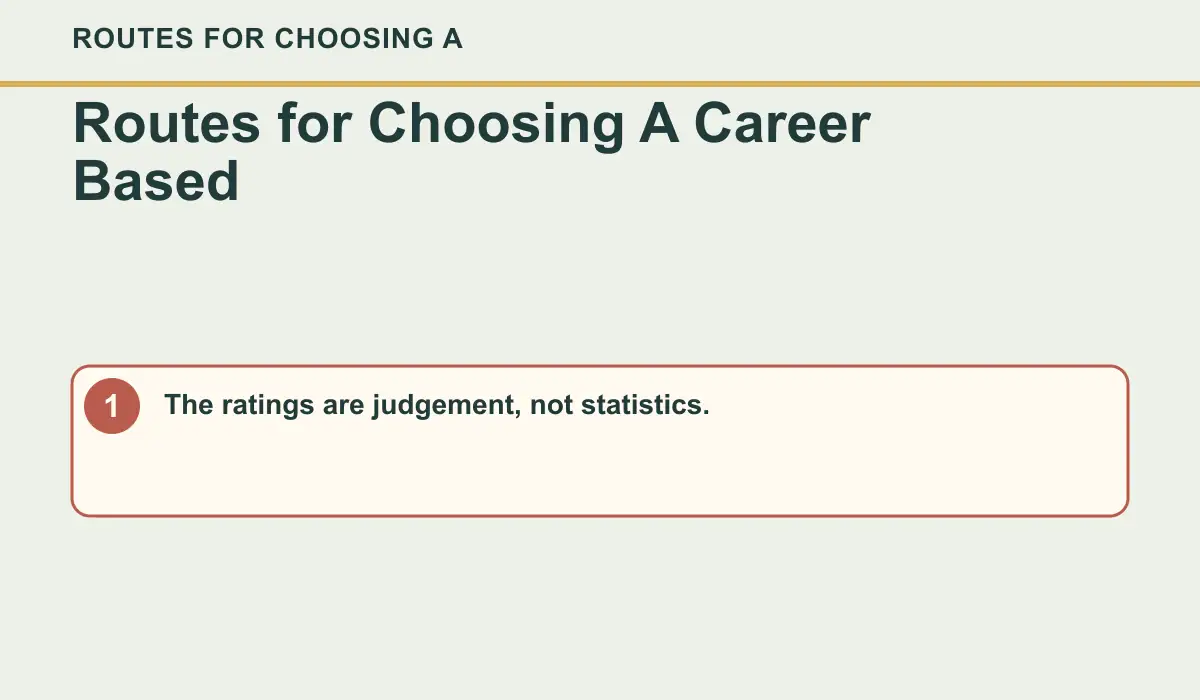 ROUTES FOR CHOOSING A
Routes for Choosing A Career
Based
1 The ratings are judgement, not statistics.